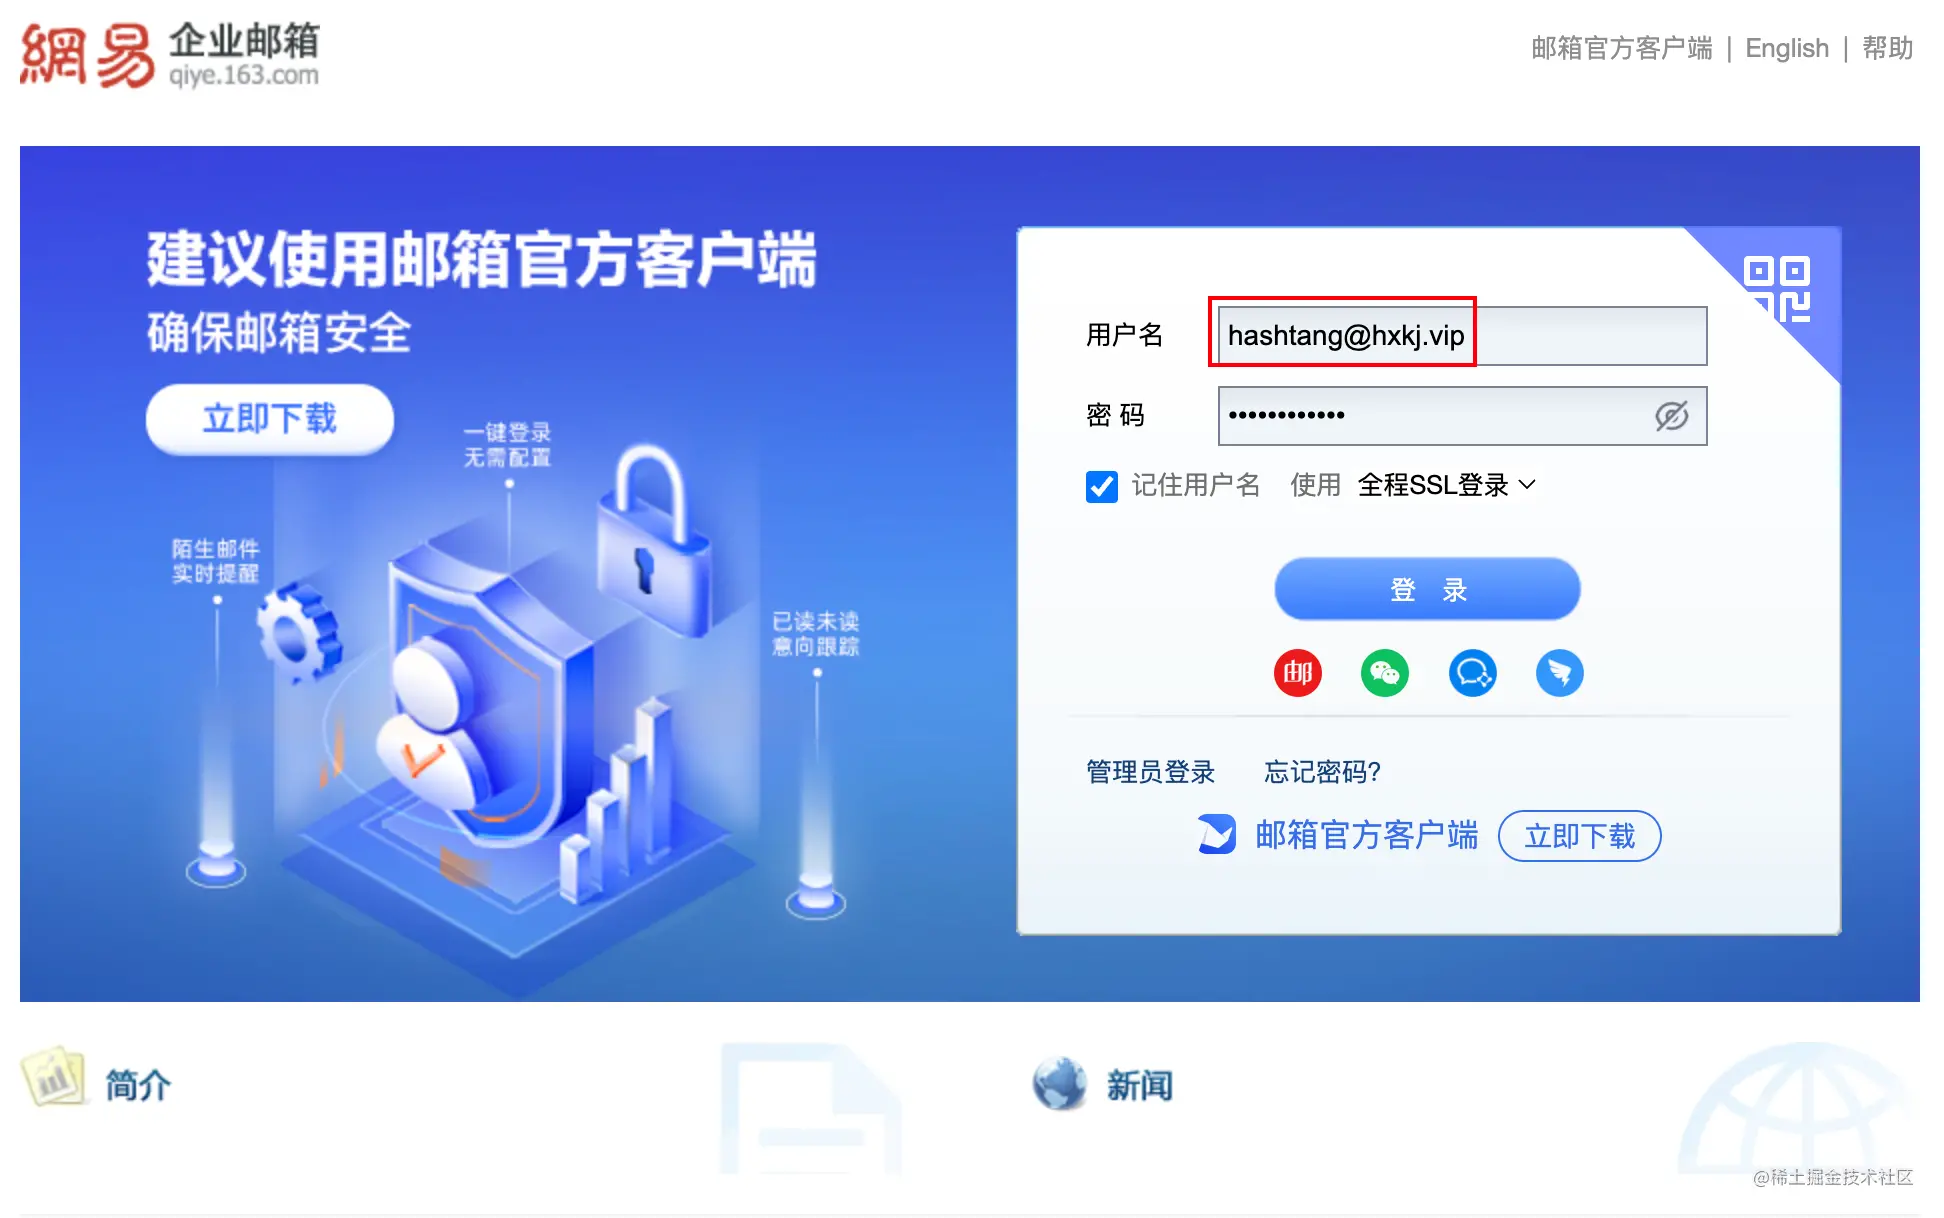 網易 企业邮箱
qiye.163.com
邮箱官方客户端 | English | 帮助
建议使用邮箱官方客户端
确保邮箱安全
立即下载
一键登录
无需配置
陌生邮件
实时提醒
已读未读
意向跟踪
用户名 hashtang@hxkj.vip
密 码 ••••••••••••
记住用户名 使用 全程SSL登录
登 录
邮
管理员登录 忘记密码?
邮箱官方客户端 立即下载
简介
新闻
@稀土掘金技术社区